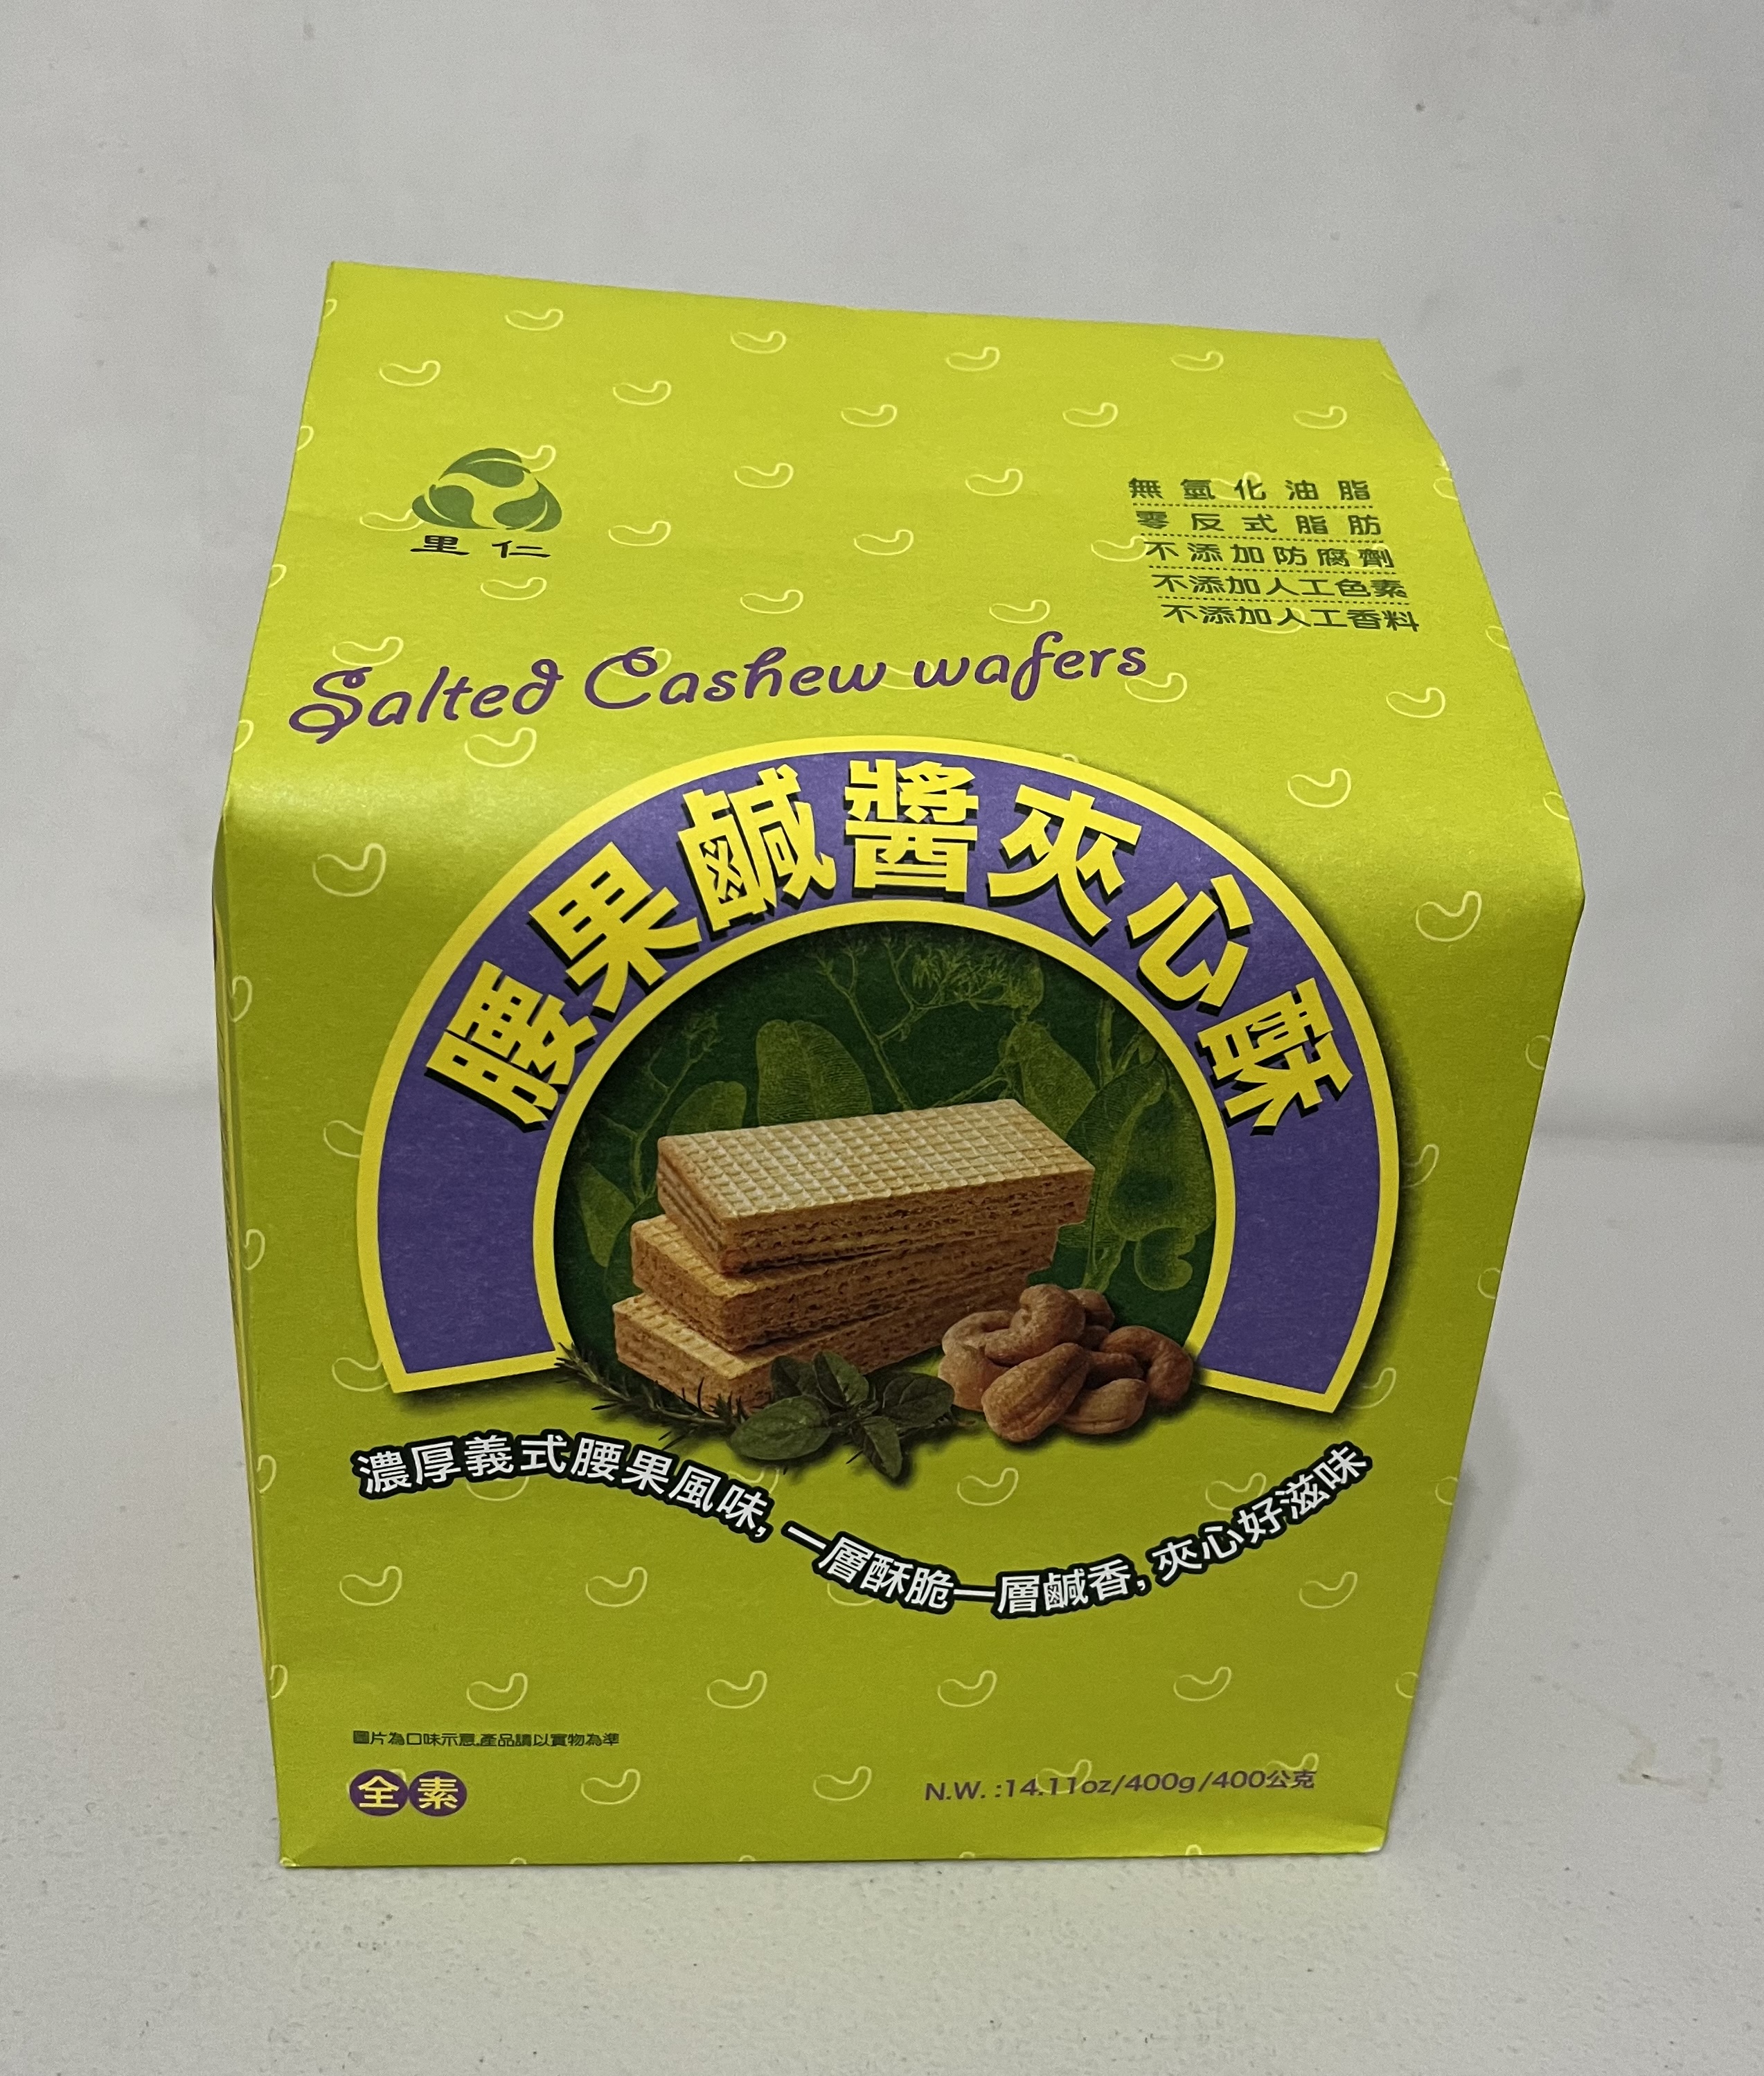 里仁
無氫化油脂
零反式脂肪
不添加防腐劑
不添加人工色素
不添加人工香料
Salted Cashew wafers
腰果鹹醬夾心酥
濃厚義式腰果風味,一層酥脆一層鹹香,夾心好滋味
圖片為口味示意,產品請以實物為準
全素
N.W. :14.11oz/400g/400公克